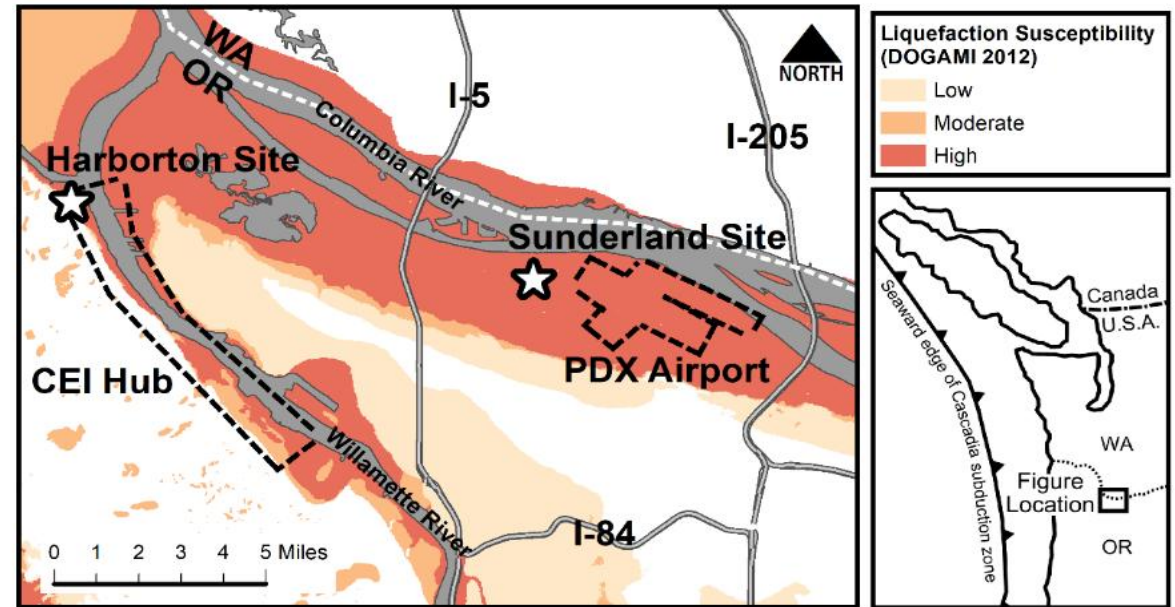 WA
OR
I-5
NORTH
Columbia River
I-205
Harborton Site
Sunderland Site
CEI Hub
PDX Airport
Willamette River
I-84
0 1 2 3 4 5 Miles
Liquefaction Susceptibility
(DOGAMI 2012)
Low
Moderate
High
Seaward edge of Cascadia subduction zone
Canada
U.S.A.
WA
Figure
Location
OR